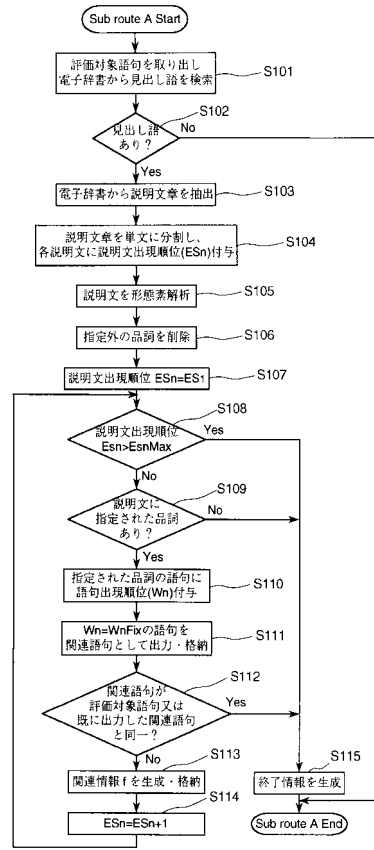 Sub route A Start
評価対象語句を取り出し
電子辞書から見出し語を検索
S101
見出し語
あり？
S102
No
Yes
電子辞書から説明文章を抽出
S103
説明文章を単文に分割し、
各説明文に説明文出現順位(ESn)付与
S104
説明文を形態素解析
S105
指定外の品詞を削除
S106
説明文出現順位 ESn=ES1
S107
説明文出現順位
Esn>EsnMax
S108
Yes
No
説明文に
指定された品詞
あり？
S109
No
Yes
指定された品詞の語句に
語句出現順位(Wn)付与
S110
Wn=WnFixの語句を
関連語句として出力・格納
S111
関連語句が
評価対象語句又は
既に出力した関連語句
と同一？
S112
Yes
No
関連情報 f を生成・格納
S113
ESn=ESn+1
S114
終了情報を生成
S115
Sub route A End